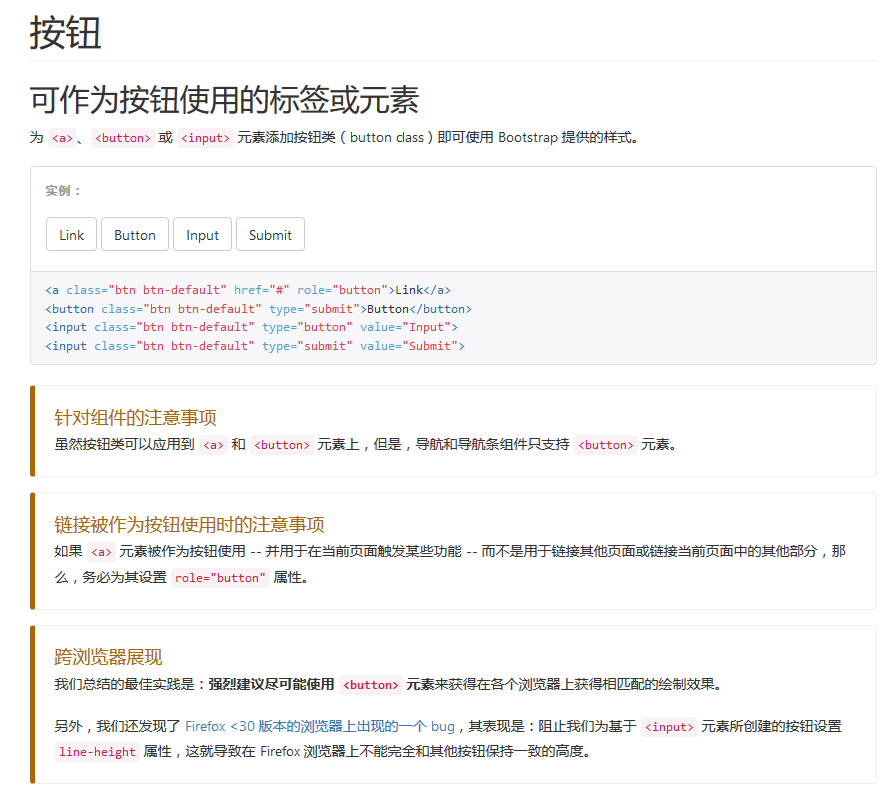 按钮
可作为按钮使用的标签或元素
为 <a>、<button> 或 <input> 元素添加按钮类（button class）即可使用 Bootstrap 提供的样式。
实例：
Link Button Input Submit
<a class="btn btn-default" href="#" role="button">Link</a>
<button class="btn btn-default" type="submit">Button</button>
<input class="btn btn-default" type="button" value="Input">
<input class="btn btn-default" type="submit" value="Submit">
针对组件的注意事项
虽然按钮类可以应用到 <a> 和 <button> 元素上，但是，导航和导航条组件只支持 <button> 元素。
链接被作为按钮使用时的注意事项
如果 <a> 元素被作为按钮使用 -- 并用于在当前页面触发某些功能 -- 而不是用于链接其他页面或链接当前页面中的其他部分，那
么，务必为其设置 role="button" 属性。
跨浏览器展现
我们总结的最佳实践是：强烈建议尽可能使用 <button> 元素来获得在各个浏览器上获得相匹配的绘制效果。
另外，我们还发现了 Firefox <30 版本的浏览器上出现的一个 bug，其表现是：阻止我们为基于 <input> 元素所创建的按钮设置
line-height 属性，这就导致在 Firefox 浏览器上不能完全和其他按钮保持一致的高度。